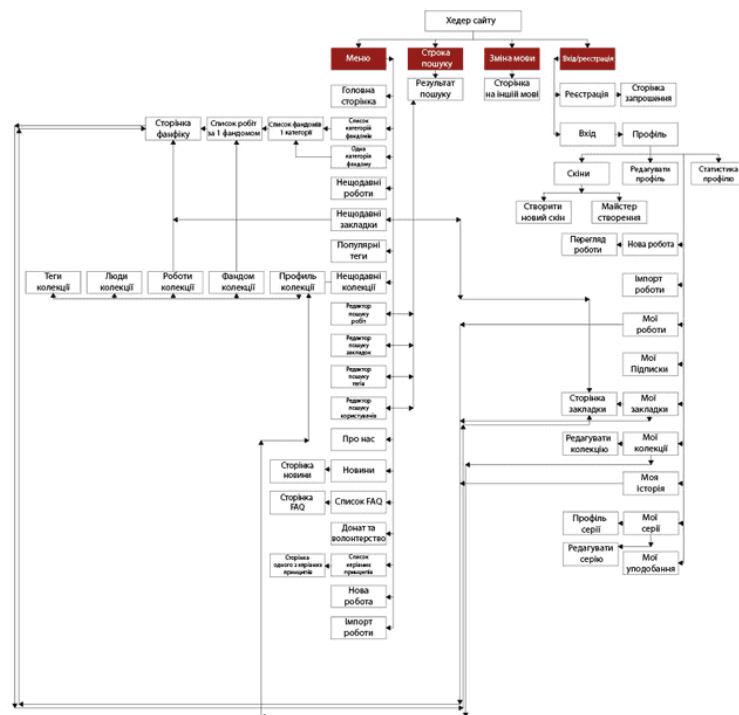 Хедер сайту
Меню
Строка
пошуку
Зміна мови
Вхід/реєстрація
Головна
сторінка
Результат
пошуку
Сторінка
на іншій мові
Реєстрація
Сторінка
запрошення
Сторінка
фанфіку
Список робіт
за 1 фандомом
Список фандомів
1 категорії
Список
категорій
фандомів
Вхід
Профіль
Одна
категорія
фандому
Скіни
Редагувати
профіль
Статистика
профілю
Нещодавні
роботи
Створити
новий скін
Майстер
створення
Нещодавні
закладки
Популярні
теги
Перегляд
роботи
Нова робота
Теги
колекції
Люди
колекції
Роботи
колекції
Фандом
колекції
Профиль
колекції
Нещодавні
колекції
Імпорт
роботи
Редактор
пошуку
робіт
Мої
роботи
Редактор
пошуку
закладок
Мої
Підписки
Редактор
пошуку
тегів
Редактор
пошуку
користувачів
Сторінка
закладки
Мої
закладки
Про нас
Редагувати
колекцію
Мої
колекції
Сторінка
новини
Новини
Моя
історія
Сторінка
FAQ
Список FAQ
Донат та
волонтерство
Профіль
серії
Мої
серії
Сторінка
одного з керівних
принципів
Список
керівних
принципів
Редагувати
серію
Мої
уподобання
Нова
робота
Імпорт
роботи